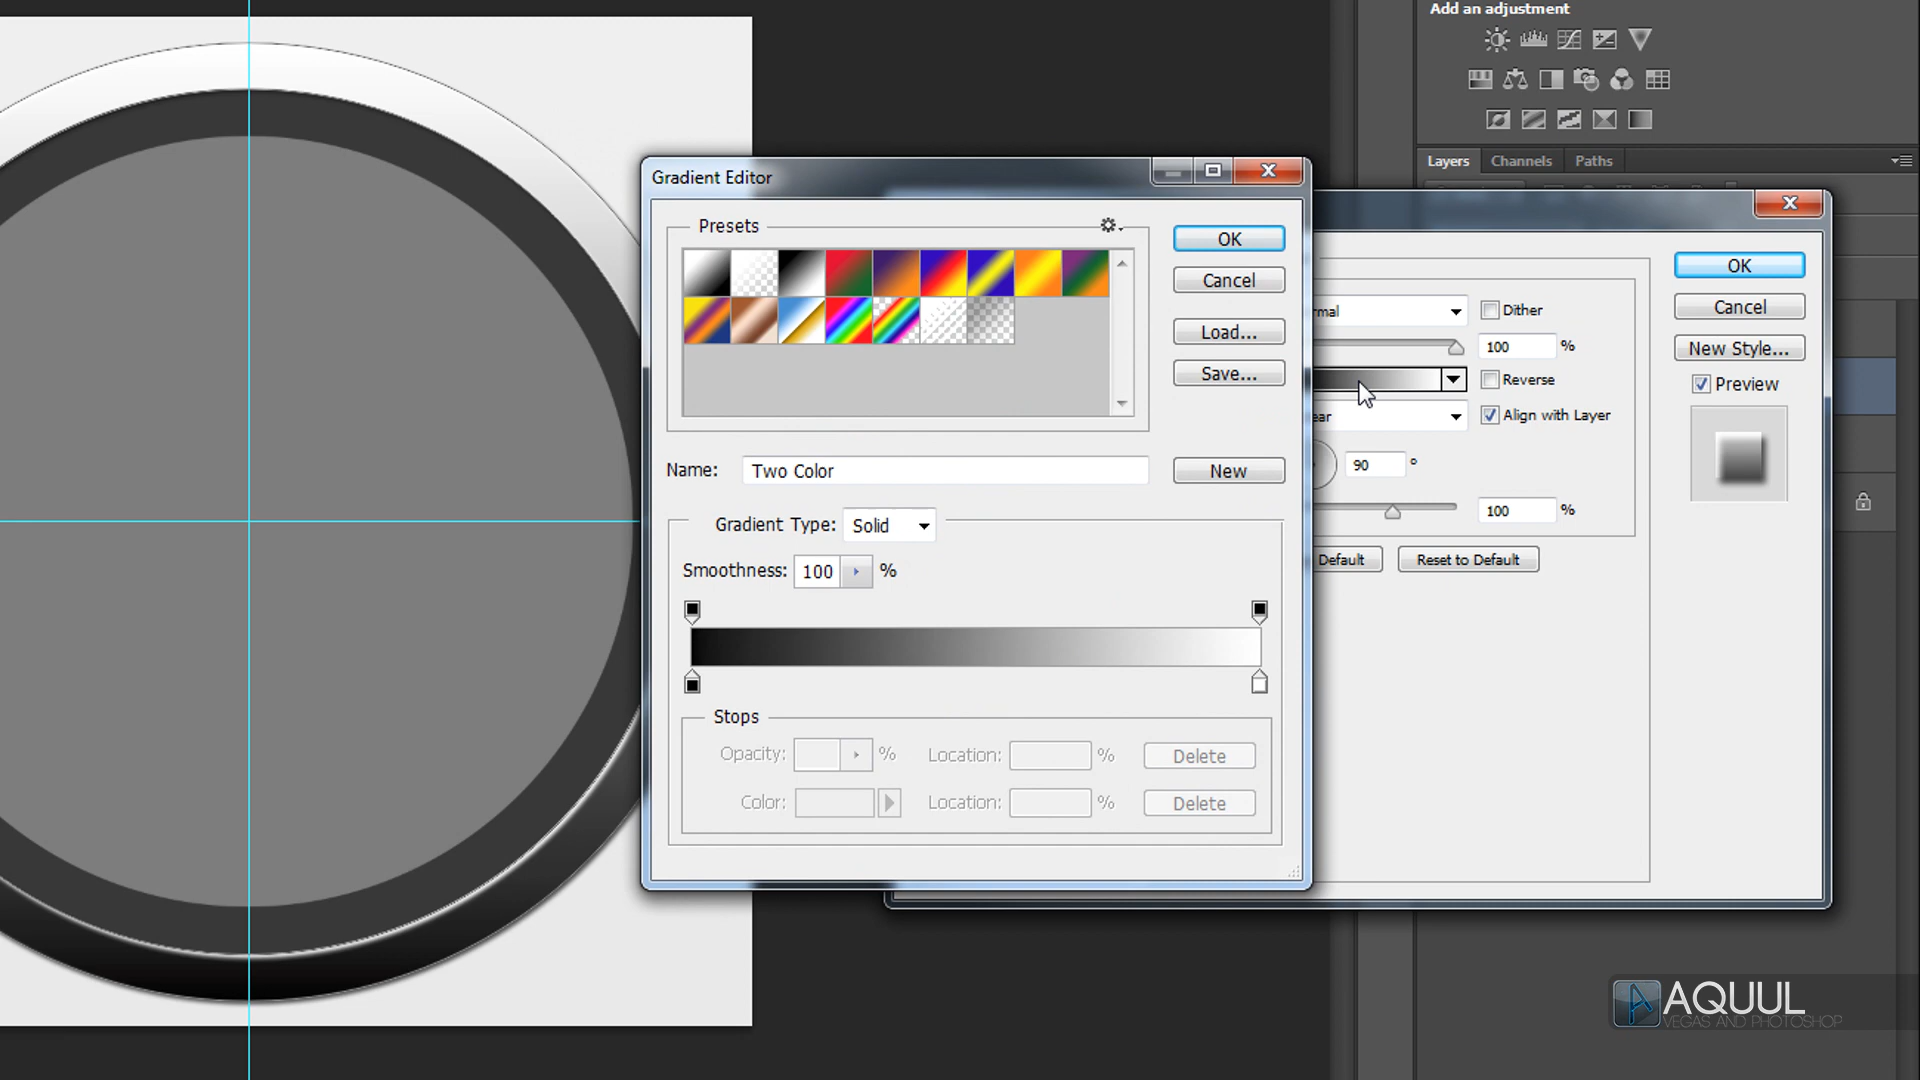 Add an adjustment
Layers Channels Paths
Gradient Editor
Presets
OK
Cancel
Load...
Save...
Name: Two Color New
Gradient Type: Solid
Smoothness: 100 %
Stops
Opacity: % Location: % Delete
Color: Location: % Delete
Dither
100 %
Reverse
Align with Layer
90 °
100 %
Default Reset to Default
OK
Cancel
New Style...
Preview
AQUUL
VEGAS AND PHOTOSHOP